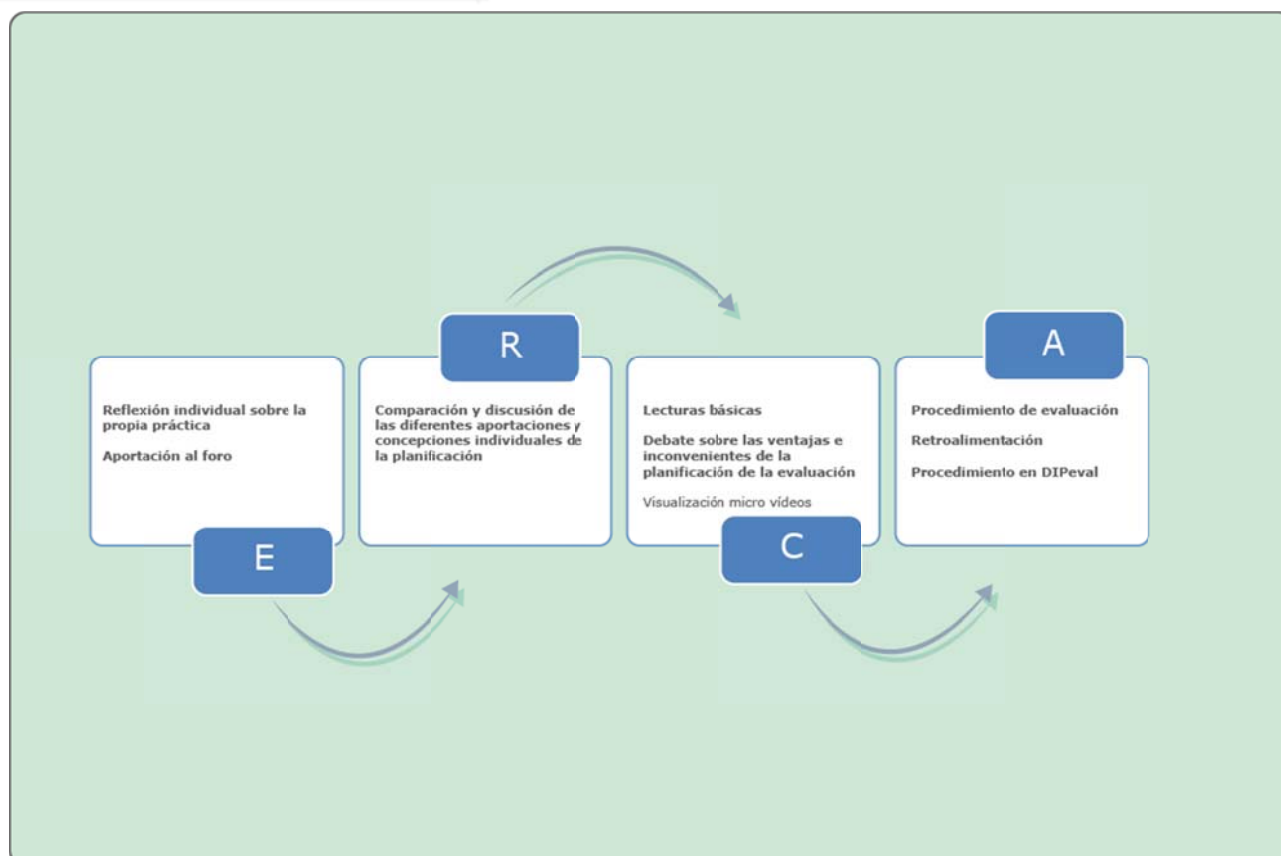 Reflexión individual sobre la
propia práctica
Aportación al foro
E
R
Comparación y discusión de
las diferentes aportaciones y
concepciones individuales de
la planificación
Lecturas básicas
Debate sobre las ventajas e
inconvenientes de la
planificación de la evaluación
Visualización micro vídeos
C
A
Procedimiento de evaluación
Retroalimentación
Procedimiento en DIPeval